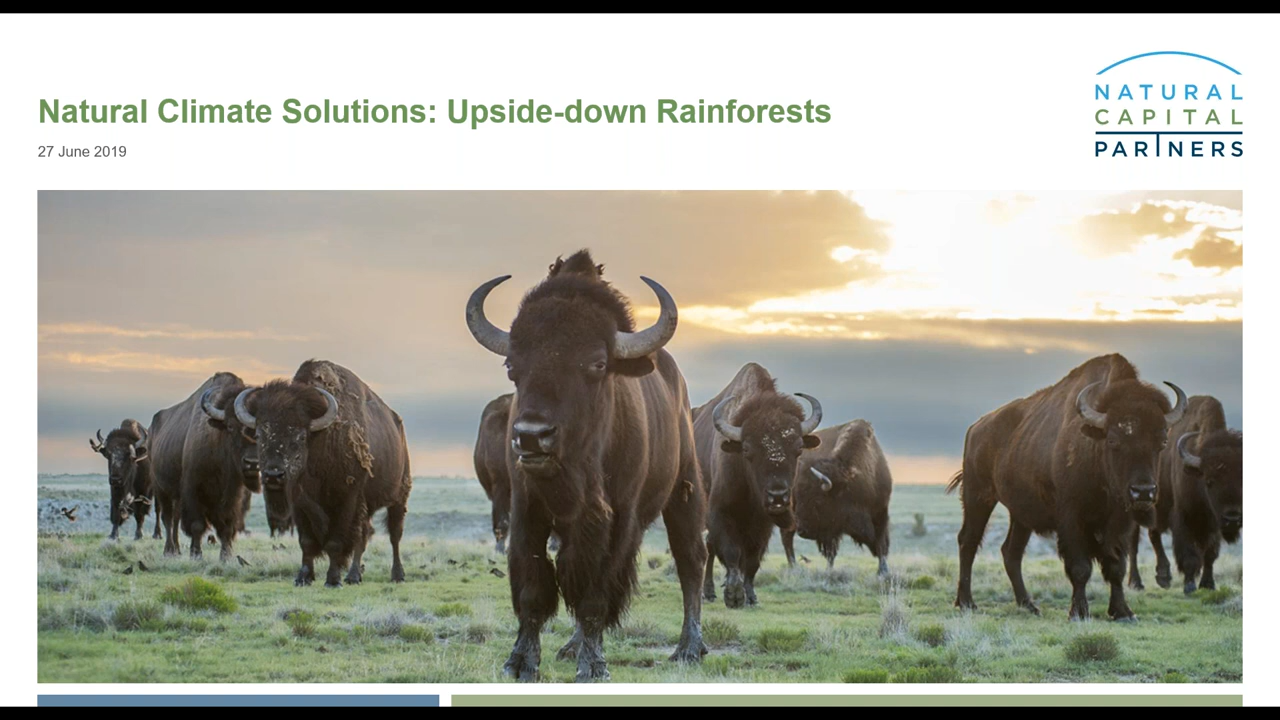 Natural Climate Solutions: Upside-down Rainforests
27 June 2019
NATURAL
CAPITAL
PARTNERS